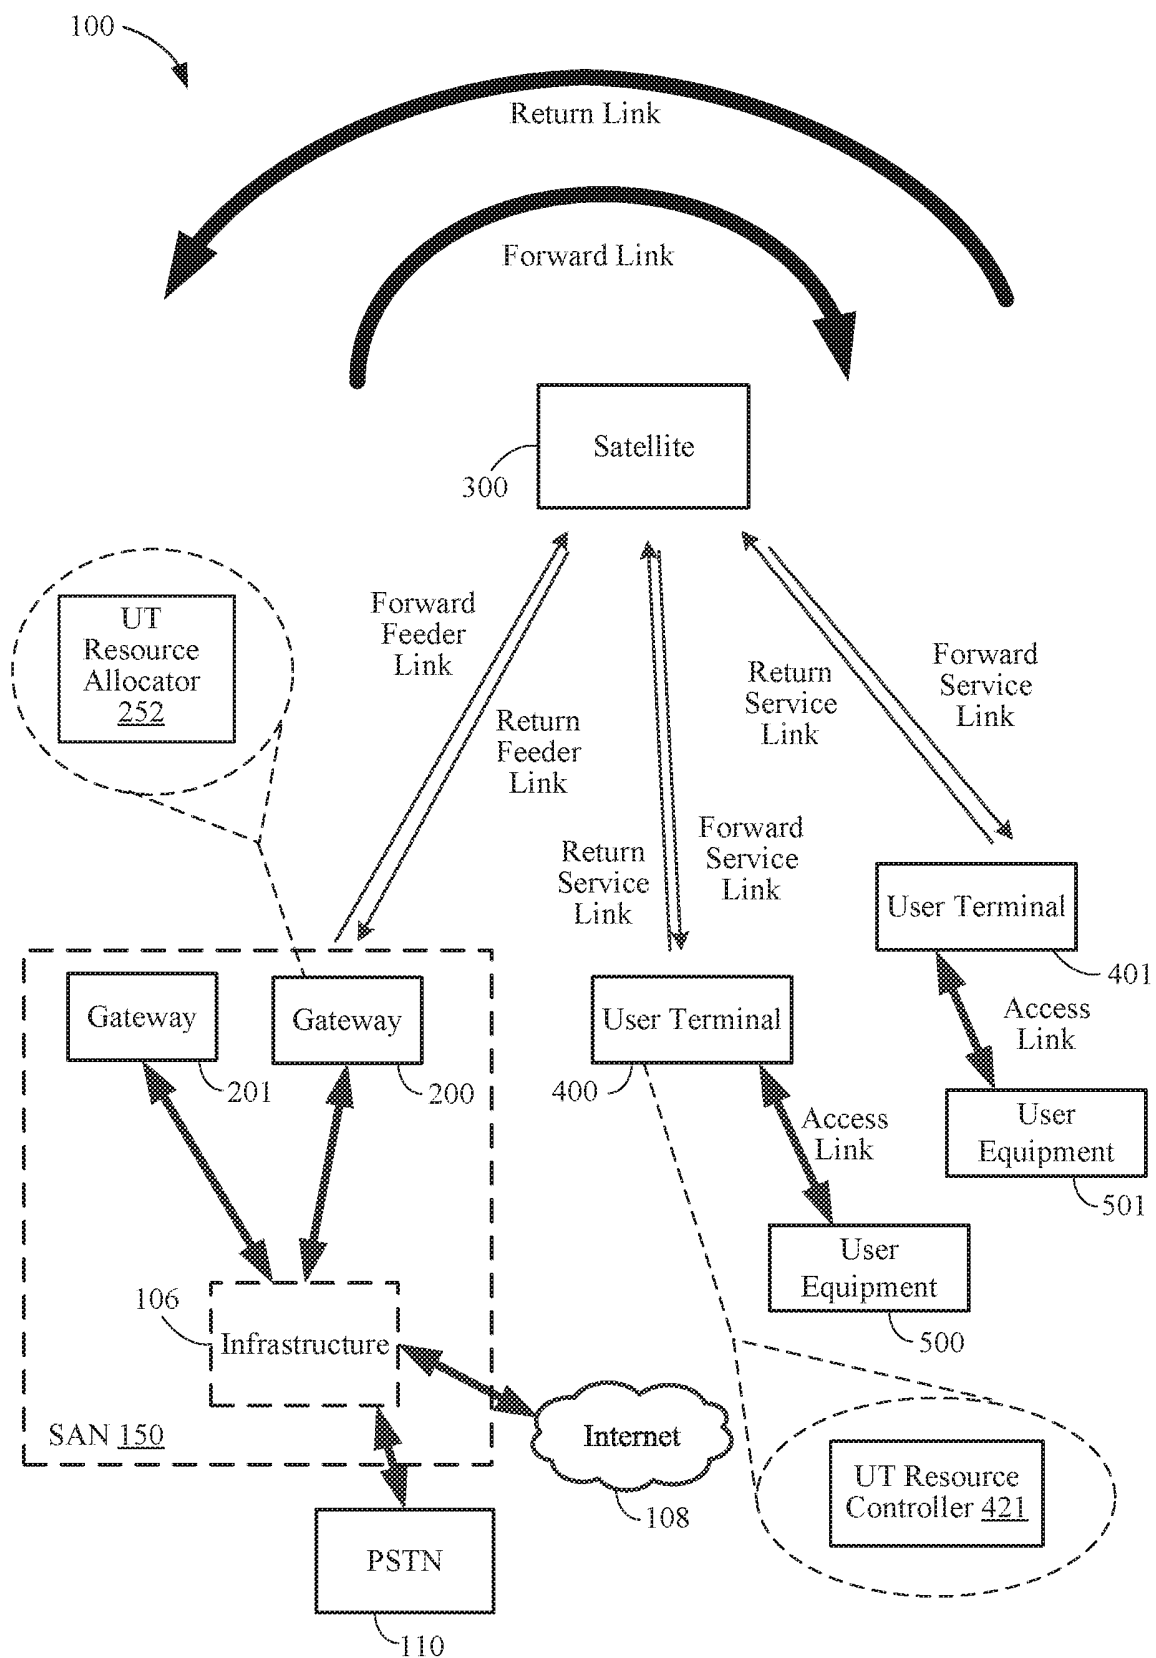 100
Return Link
Forward Link
Satellite
300
UT
Resource
Allocator
252
Forward
Feeder
Link
Return
Feeder
Link
Return
Service
Link
Forward
Service
Link
Return
Service
Link
Forward
Service
Link
User Terminal
401
Gateway
201
Gateway
200
User Terminal
400
Access
Link
User
Equipment
501
Access
Link
User
Equipment
500
106
Infrastructure
SAN 150
Internet
108
UT Resource
Controller 421
PSTN
110